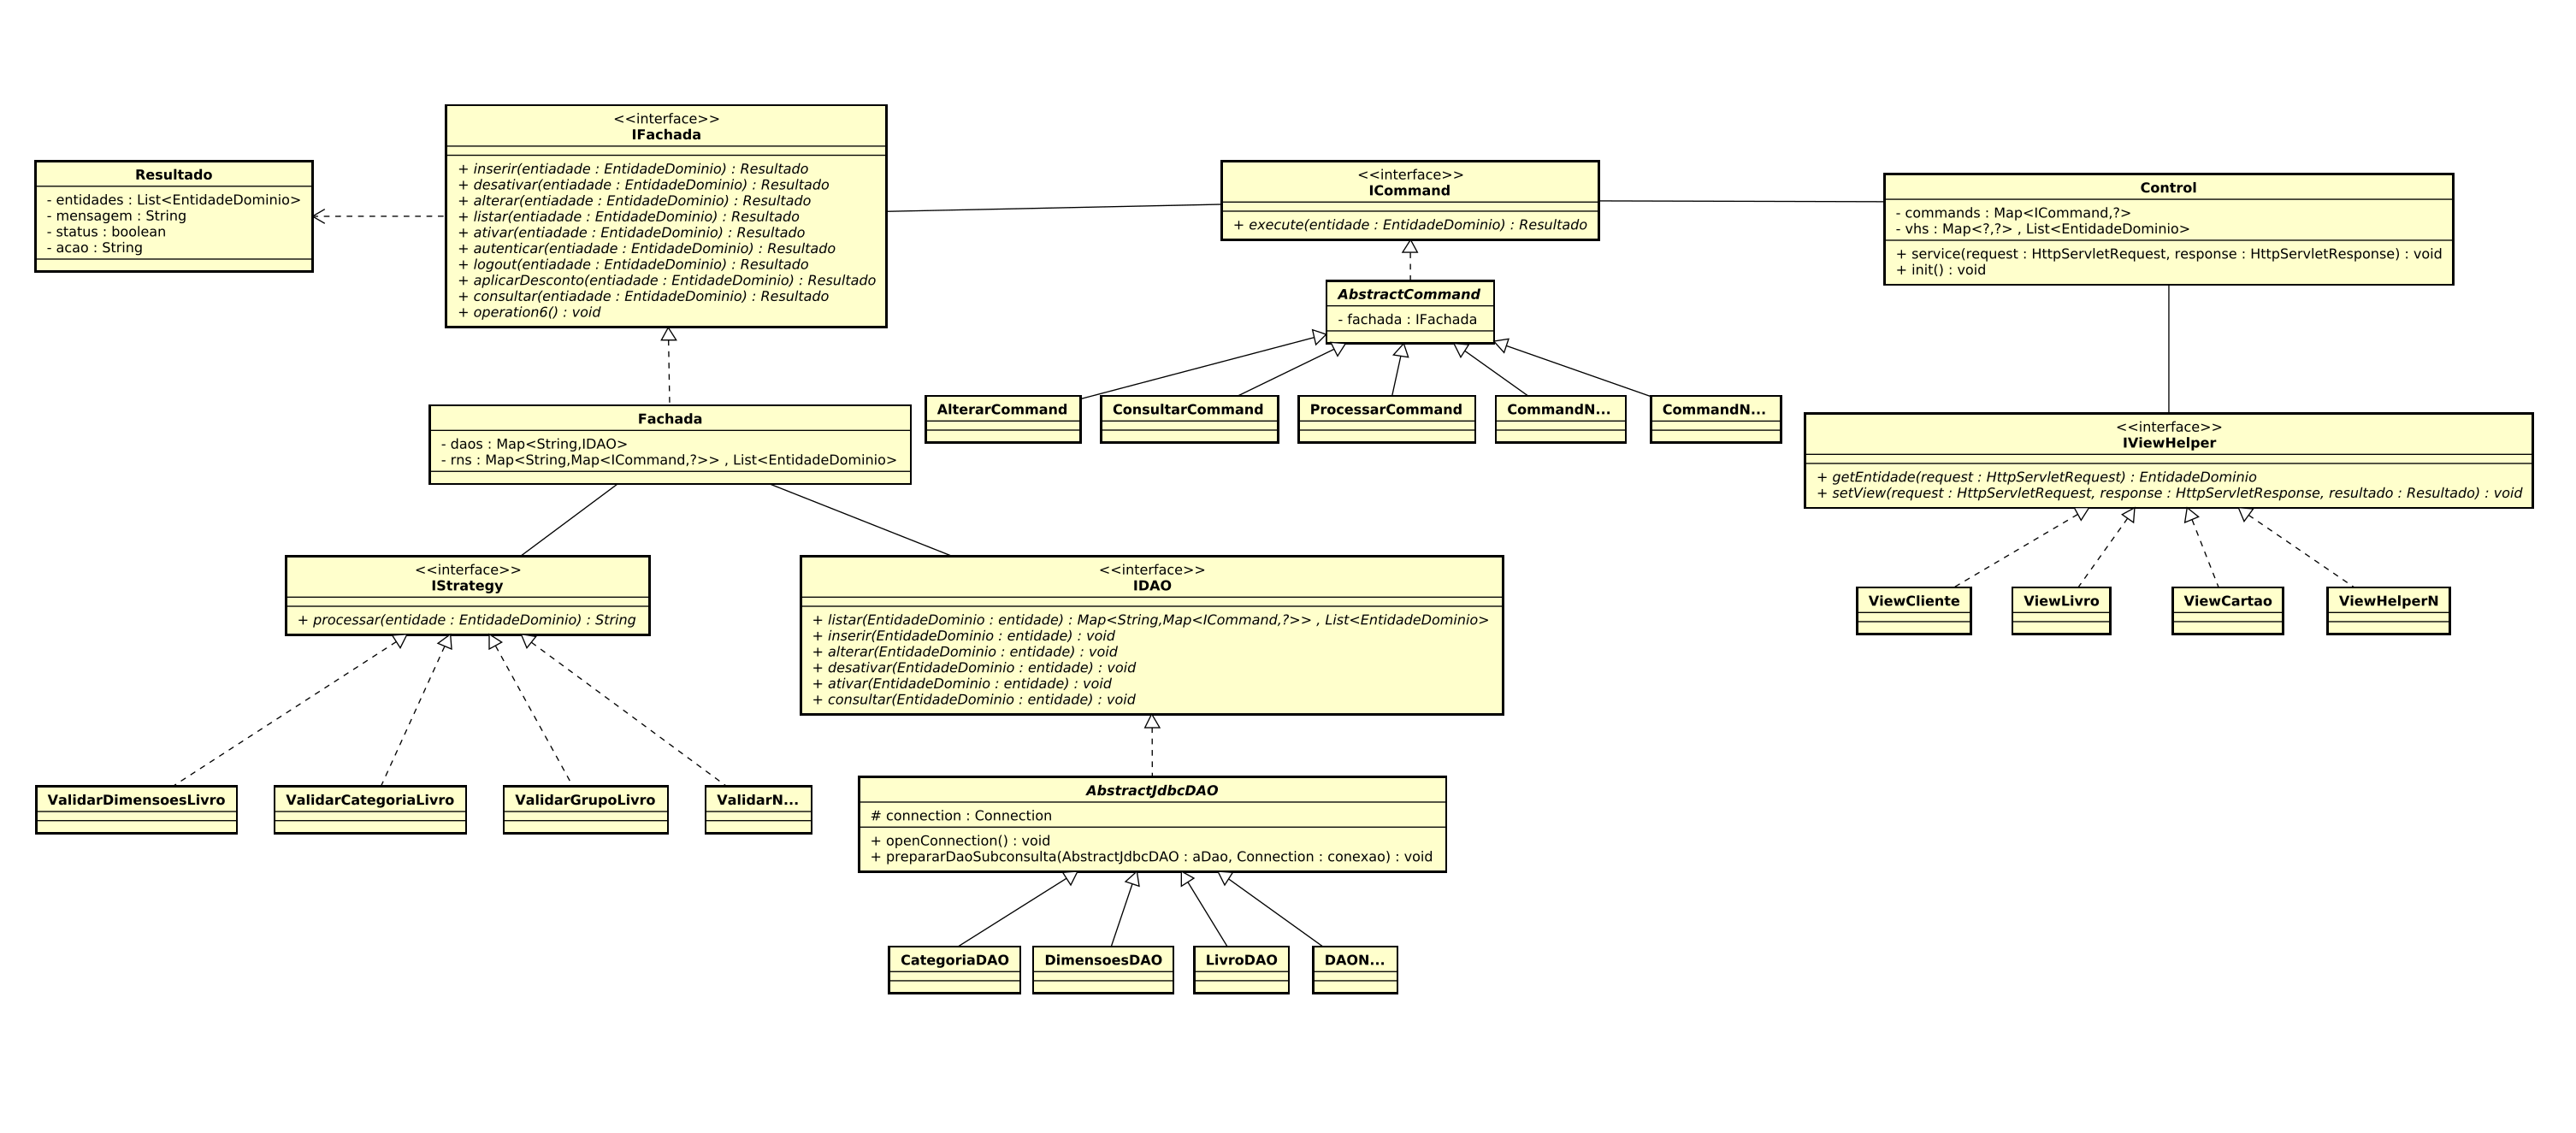 <<interface>>
IFachada
+ inserir(entiadade : EntidadeDominio) : Resultado
+ desativar(entiadade : EntidadeDominio) : Resultado
+ alterar(entiadade : EntidadeDominio) : Resultado
+ listar(entiadade : EntidadeDominio) : Resultado
+ ativar(entiadade : EntidadeDominio) : Resultado
+ autenticar(entiadade : EntidadeDominio) : Resultado
+ logout(entiadade : EntidadeDominio) : Resultado
+ aplicarDesconto(entiadade : EntidadeDominio) : Resultado
+ consultar(entiadade : EntidadeDominio) : Resultado
+ operation6() : void
Resultado
- entidades : List<EntidadeDominio>
- mensagem : String
- status : boolean
- acao : String
<<interface>>
ICommand
+ execute(entidade : EntidadeDominio) : Resultado
Control
- commands : Map<ICommand,?>
- vhs : Map<?,?> , List<EntidadeDominio>
+ service(request : HttpServletRequest, response : HttpServletResponse) : void
+ init() : void
AbstractCommand
- fachada : IFachada
Fachada
- daos : Map<String,IDAO>
- rns : Map<String,Map<ICommand,?>> , List<EntidadeDominio>
AlterarCommand
ConsultarCommand
ProcessarCommand
CommandN...
CommandN...
<<interface>>
IViewHelper
+ getEntidade(request : HttpServletRequest) : EntidadeDominio
+ setView(request : HttpServletRequest, response : HttpServletResponse, resultado : Resultado) : void
<<interface>>
IStrategy
+ processar(entidade : EntidadeDominio) : String
<<interface>>
IDAO
+ listar(EntidadeDominio : entidade) : Map<String,Map<ICommand,?>> , List<EntidadeDominio>
+ inserir(EntidadeDominio : entidade) : void
+ alterar(EntidadeDominio : entidade) : void
+ desativar(EntidadeDominio : entidade) : void
+ ativar(EntidadeDominio : entidade) : void
+ consultar(EntidadeDominio : entidade) : void
ViewCliente
ViewLivro
ViewCartao
ViewHelperN
ValidarDimensoesLivro
ValidarCategoriaLivro
ValidarGrupoLivro
ValidarN...
AbstractJdbcDAO
# connection : Connection
+ openConnection() : void
+ prepararDaoSubconsulta(AbstractJdbcDAO : aDao, Connection : conexao) : void
CategoriaDAO
DimensoesDAO
LivroDAO
DAON...